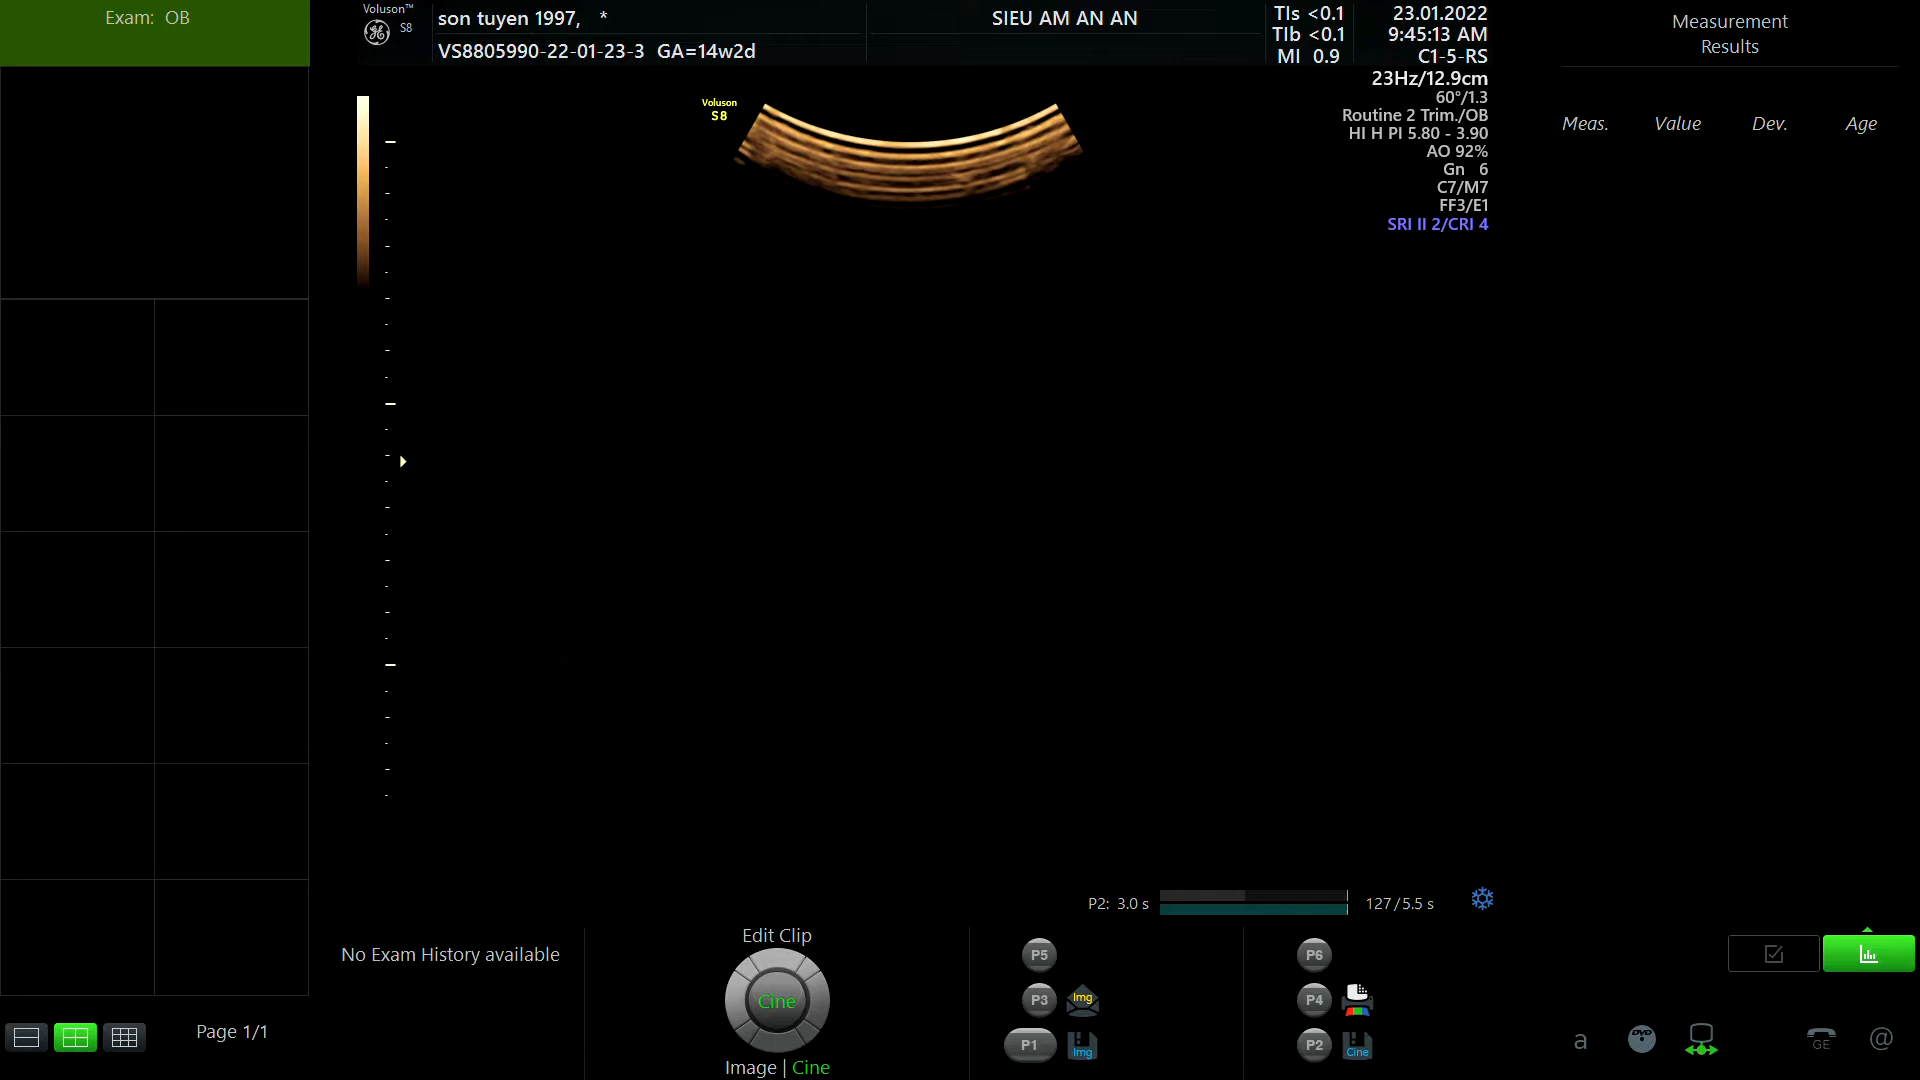 Exam: OB
Voluson™
S8
son tuyen 1997, *
VS8805990-22-01-23-3 GA=14w2d
SIEU AM AN AN
TIs <0.1
TIb <0.1
MI 0.9
23.01.2022
9:45:13 AM
C1-5-RS
23Hz/12.9cm
60°/1.3
Routine 2 Trim./OB
HI H PI 5.80 - 3.90
AO 92%
Gn 6
C7/M7
FF3/E1
SRI II 2/CRI 4
Voluson
S8
Measurement
Results
Meas. Value Dev. Age
P2: 3.0 s
127/5.5 s
No Exam History available
Edit Clip
Cine
Image | Cine
P5
P3 Img
P1 Img
P6
P4
P2 Cine
Page 1/1
a
DVD
GE
@